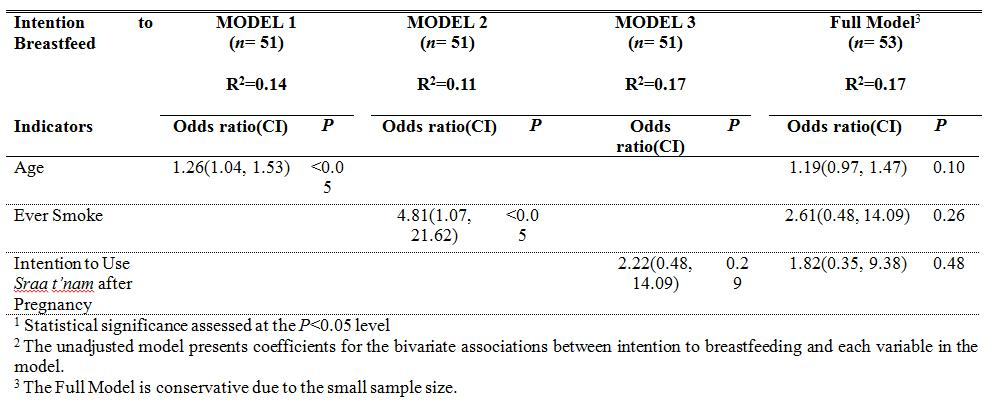 Intention to MODEL 1 MODEL 2 MODEL 3 Full Model³
Breastfeed (n= 51) (n= 51) (n= 51) (n= 53)
R²=0.14 R²=0.11 R²=0.17 R²=0.17
Indicators Odds ratio(CI) P Odds ratio(CI) P Odds P Odds ratio(CI) P
ratio(CI)
Age 1.26(1.04, 1.53) <0.0 1.19(0.97, 1.47) 0.10
5
Ever Smoke 4.81(1.07, <0.0 2.61(0.48, 14.09) 0.26
21.62) 5
Intention to Use 2.22(0.48, 0.2 1.82(0.35, 9.38) 0.48
Sraa t’nam after 14.09) 9
Pregnancy
¹ Statistical significance assessed at the P<0.05 level
² The unadjusted model presents coefficients for the bivariate associations between intention to breastfeeding and each variable in the
model.
³ The Full Model is conservative due to the small sample size.